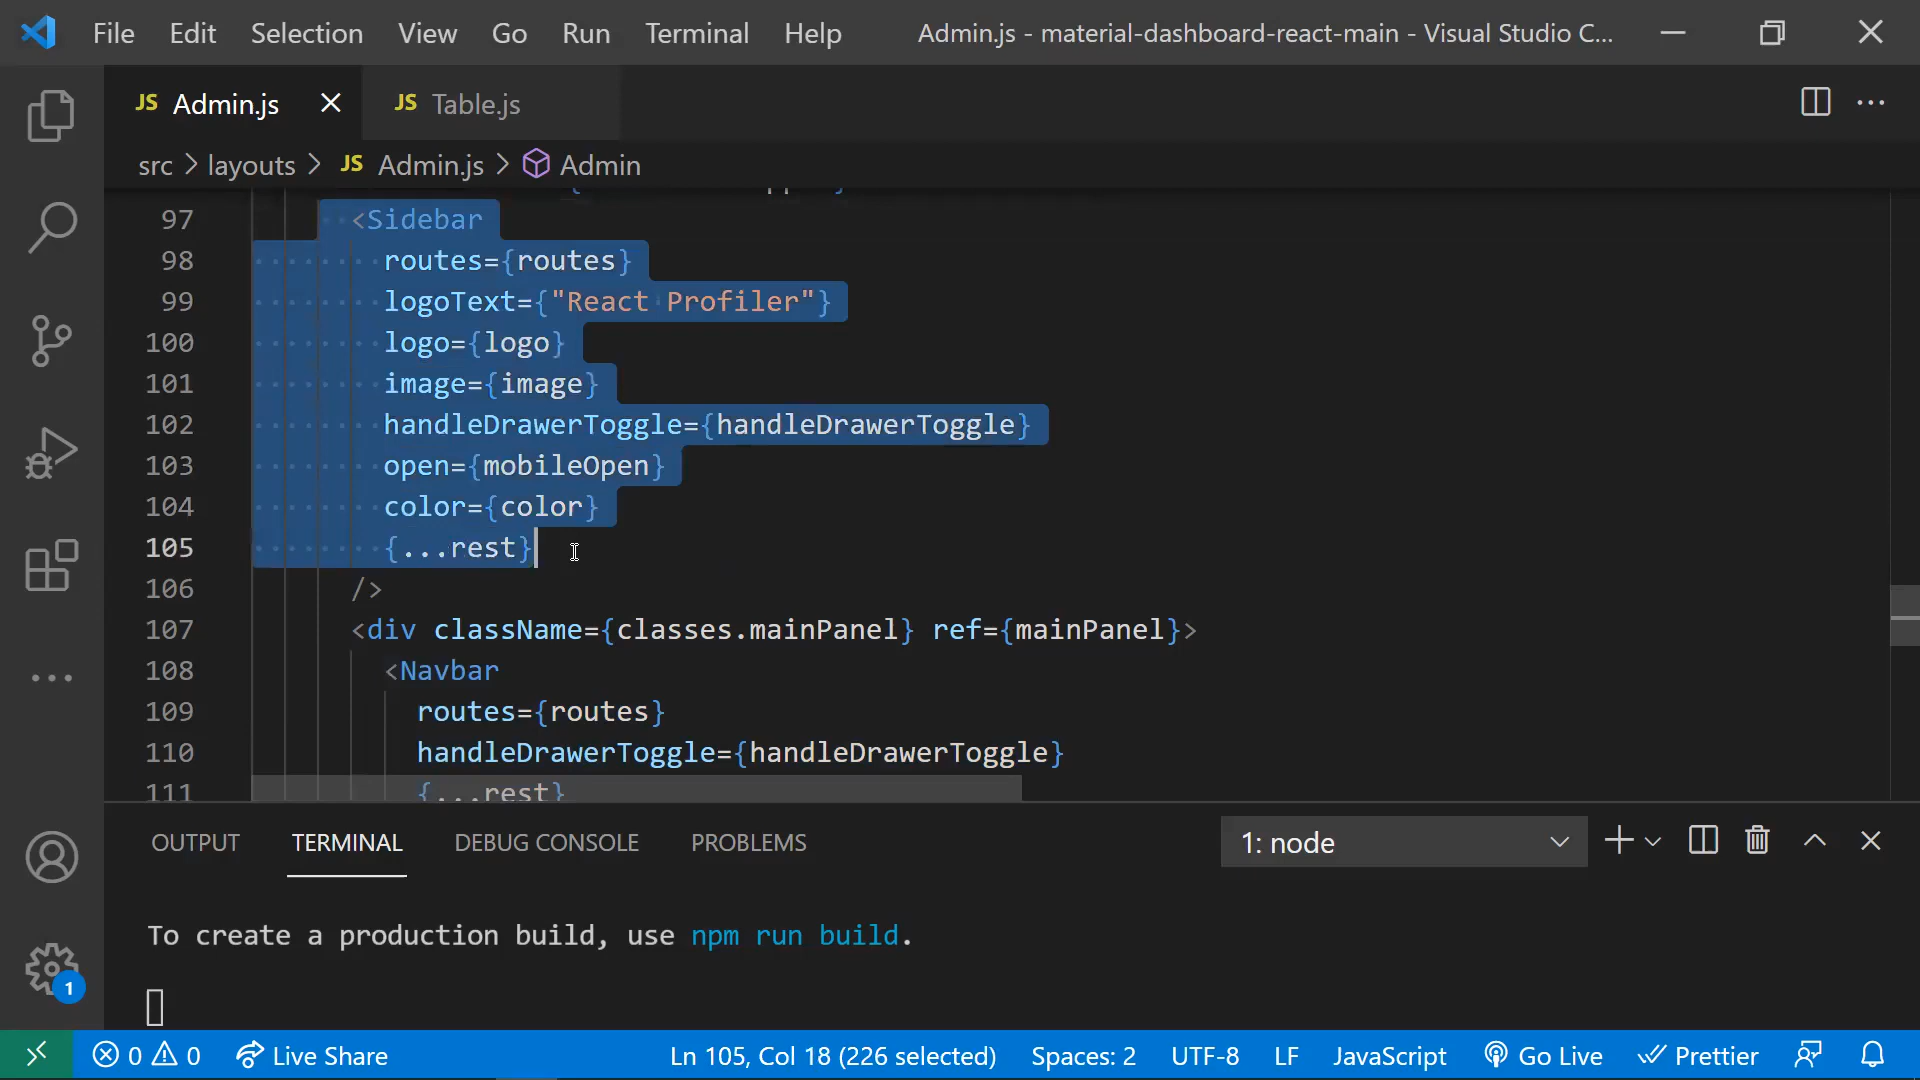 File Edit Selection View Go Run Terminal Help Admin.js - material-dashboard-react-main - Visual Studio C...
JS Admin.js JS Table.js
src > layouts > JS Admin.js > Admin
97 <Sidebar
98 routes={routes}
99 logoText={"React Profiler"}
100 logo={logo}
101 image={image}
102 handleDrawerToggle={handleDrawerToggle}
103 open={mobileOpen}
104 color={color}
105 {...rest}
106 />
107 <div className={classes.mainPanel} ref={mainPanel}>
108 <Navbar
109 routes={routes}
110 handleDrawerToggle={handleDrawerToggle}
111 {...rest}
OUTPUT TERMINAL DEBUG CONSOLE PROBLEMS 1: node
To create a production build, use npm run build.
1
0 0 Live Share Ln 105, Col 18 (226 selected) Spaces: 2 UTF-8 LF JavaScript Go Live Prettier